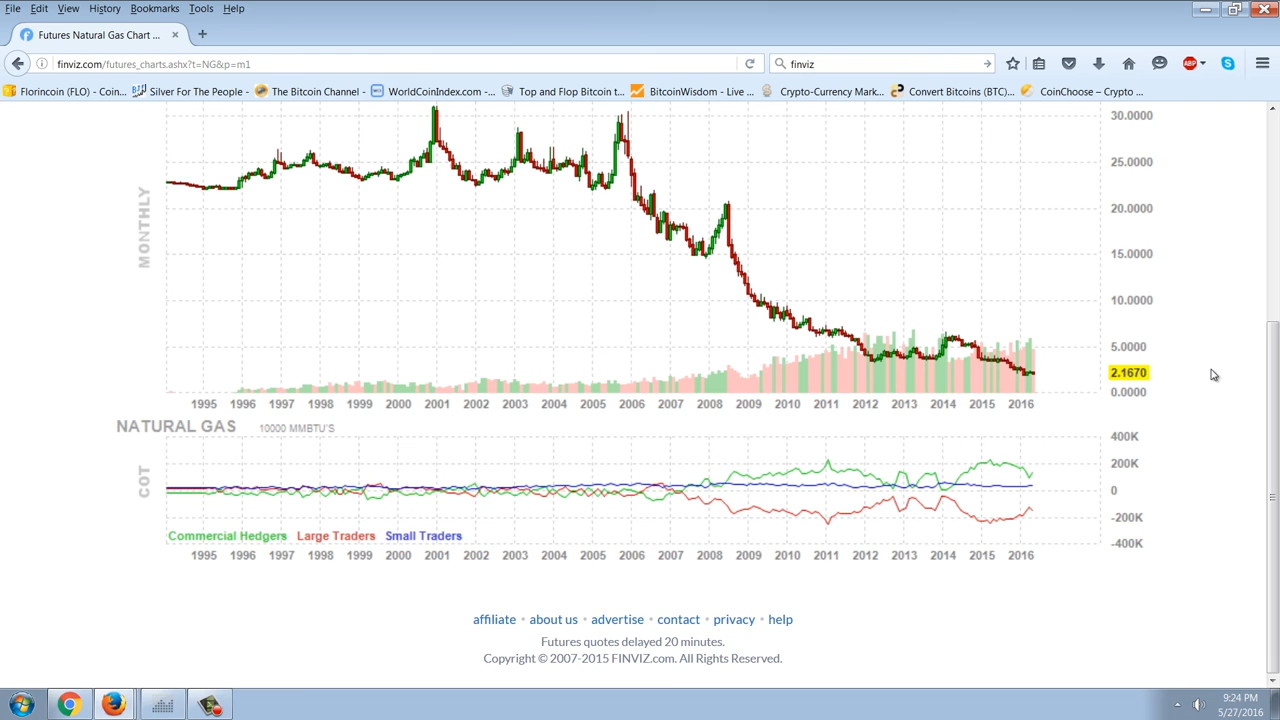 File Edit View History Bookmarks Tools Help
Futures Natural Gas Chart ...
finviz.com/futures_charts.ashx?t=NG&p=m1
finviz
ABP
Florincoin (FLO) - Coin... Silver For The People - The Bitcoin Channel - WorldCoinIndex.com -... Top and Flop Bitcoin t... BitcoinWisdom - Live ... Crypto-Currency Mark... Convert Bitcoins (BTC)... CoinChoose – Crypto ...
30.0000
25.0000
20.0000
15.0000
10.0000
5.0000
2.1670
0.0000
MONTHLY
1995 1996 1997 1998 1999 2000 2001 2002 2003 2004 2005 2006 2007 2008 2009 2010 2011 2012 2013 2014 2015 2016
NATURAL GAS 10000 MMBTU'S
400K
200K
0
-200K
-400K
COT
Commercial Hedgers Large Traders Small Traders
1995 1996 1997 1998 1999 2000 2001 2002 2003 2004 2005 2006 2007 2008 2009 2010 2011 2012 2013 2014 2015 2016
affiliate • about us • advertise • contact • privacy • help
Futures quotes delayed 20 minutes.
Copyright © 2007-2015 FINVIZ.com. All Rights Reserved.
9:24 PM
5/27/2016